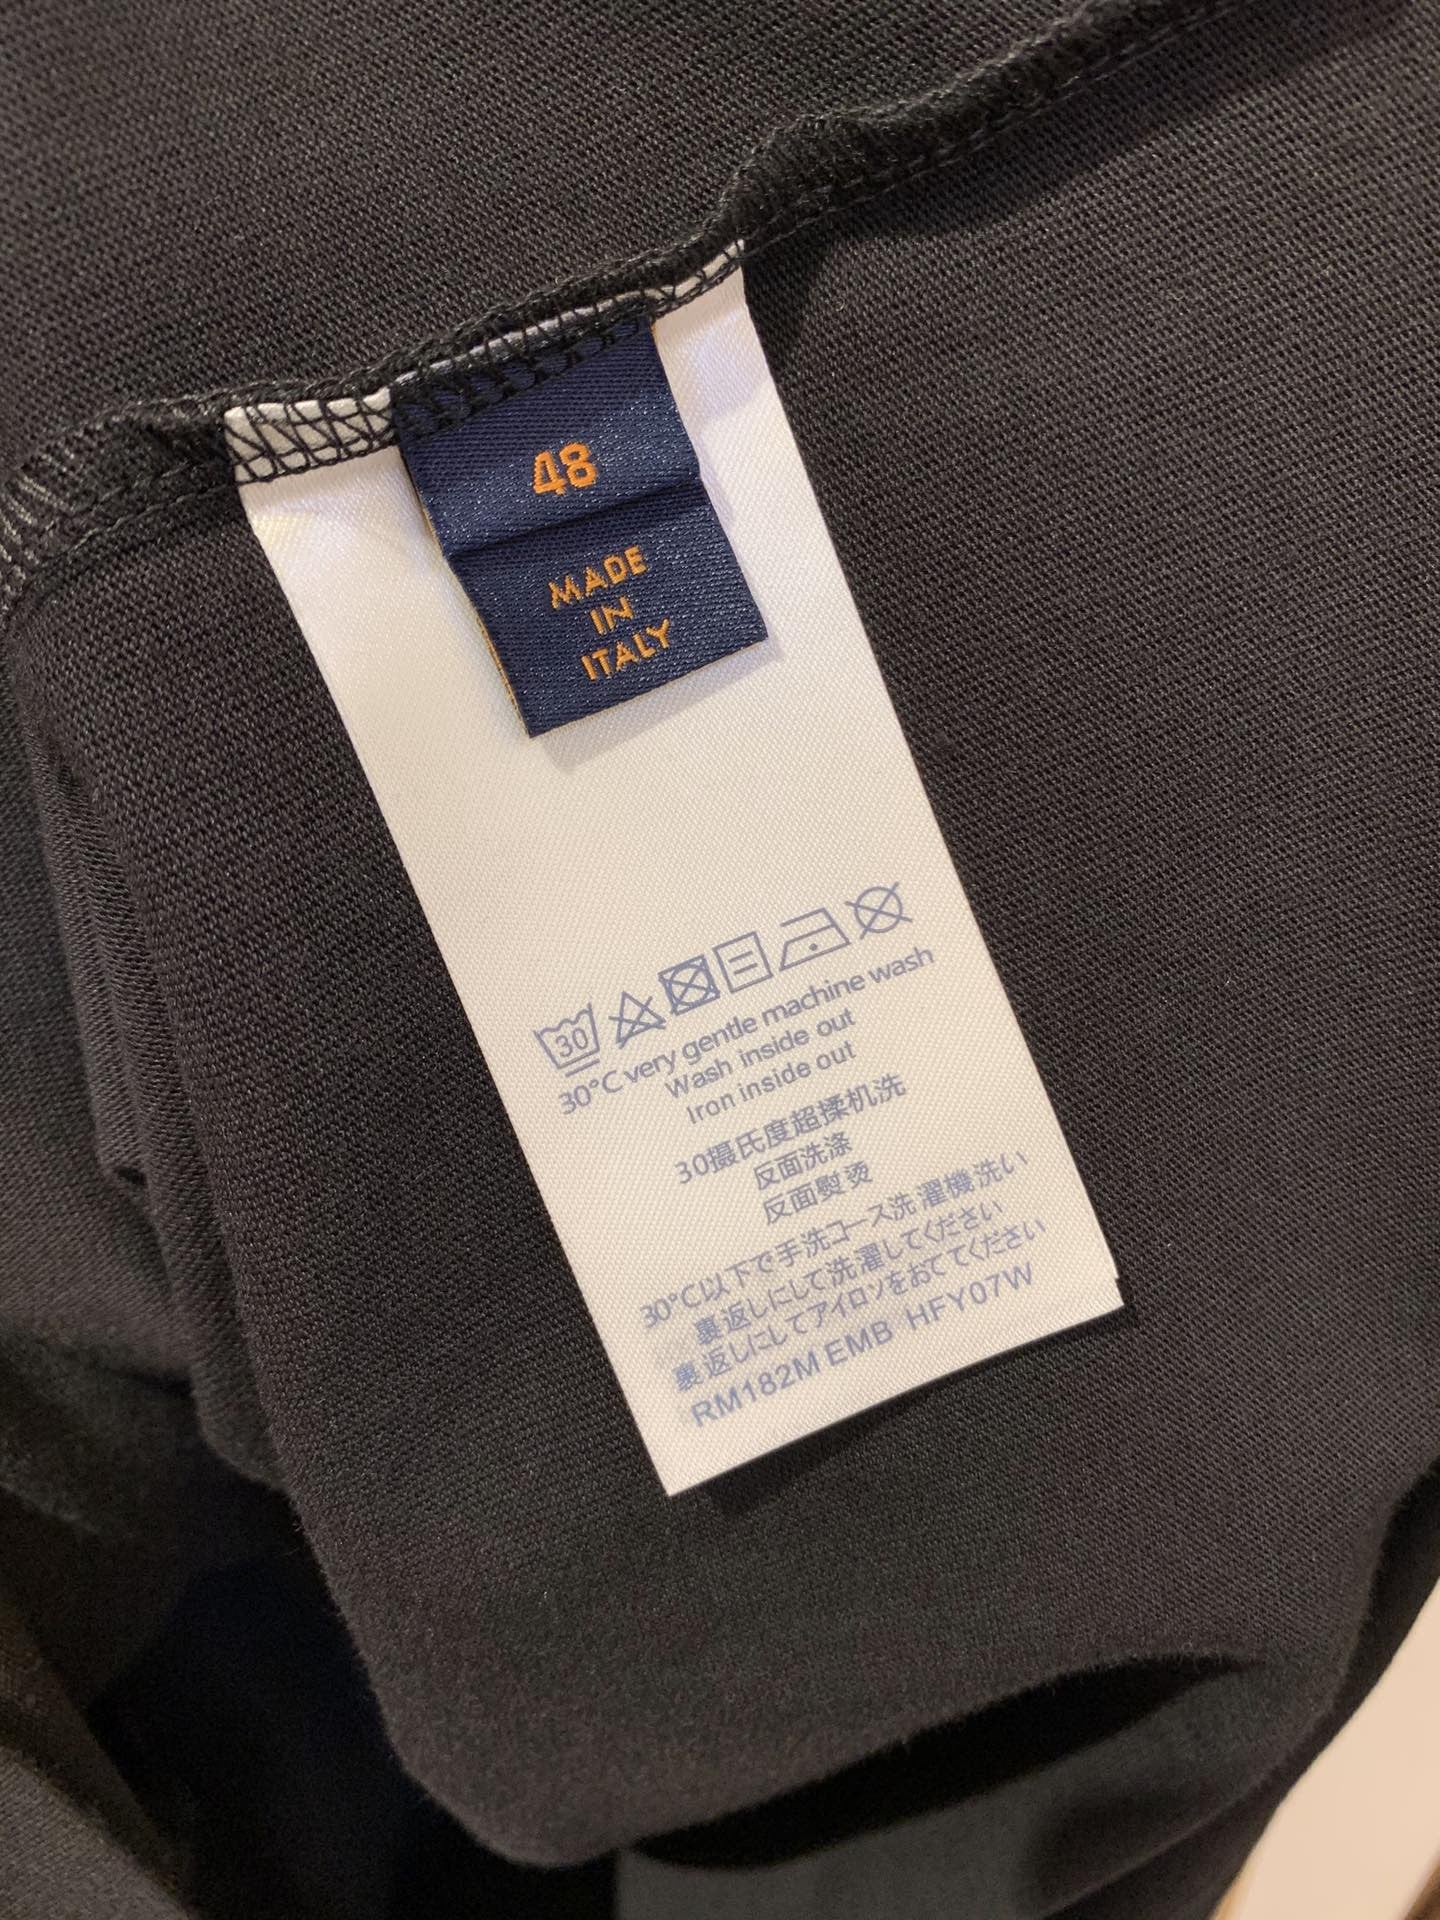 48
MADE
IN
ITALY
30
30°C very gentle machine wash
Wash inside out
Iron inside out
30摄氏度超揉机洗
反面洗涤
反面熨烫
30°C以下で手洗コース洗濯機洗い
裏返しにして洗濯してください
裏返しにしてアイロンをおててください
RM182M EMB HFY07W